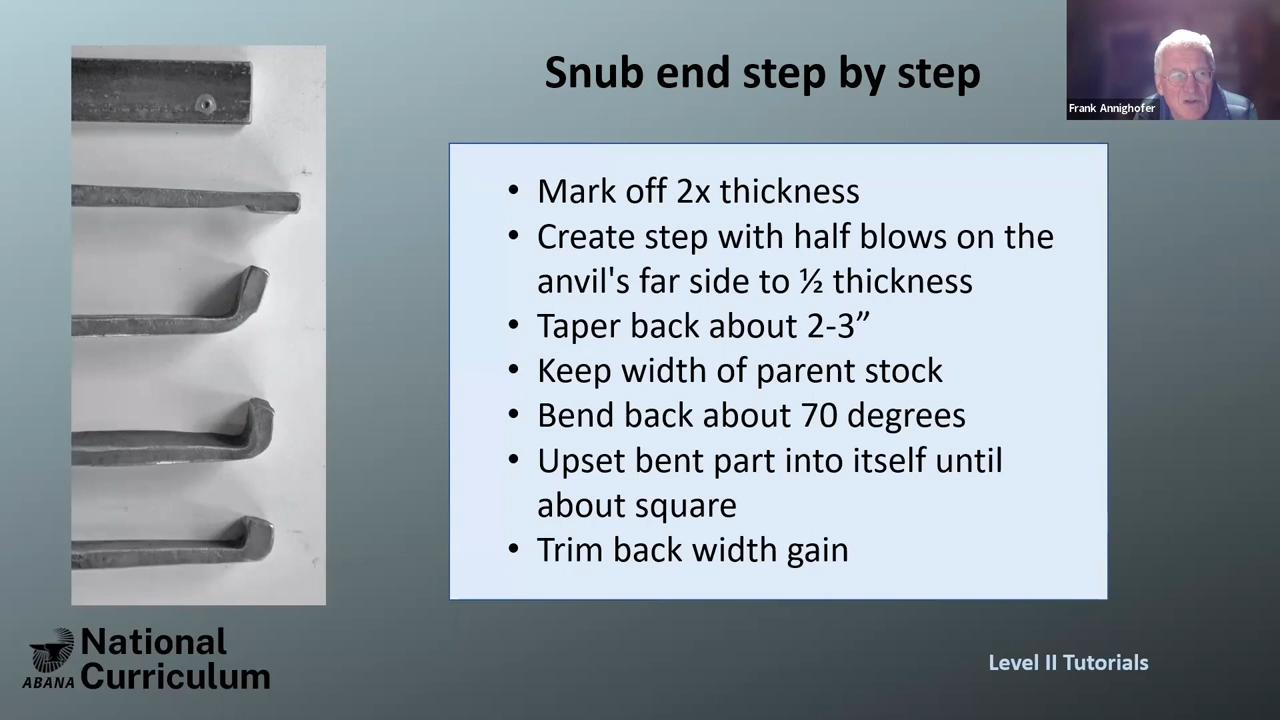 Snub end step by step
Frank Annighofer
• Mark off 2x thickness
• Create step with half blows on the
anvil's far side to ½ thickness
• Taper back about 2-3”
• Keep width of parent stock
• Bend back about 70 degrees
• Upset bent part into itself until
about square
• Trim back width gain
National
ABANA Curriculum
Level II Tutorials